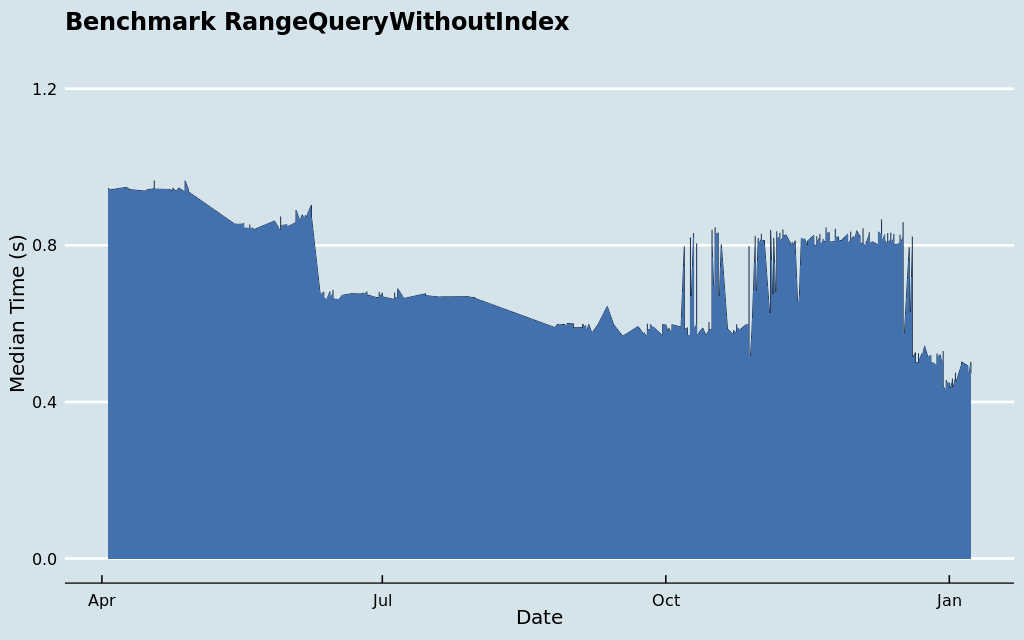 Benchmark RangeQueryWithoutIndex
1.2
0.8
0.4
0.0
Median Time (s)
Apr
Jul
Oct
Jan
Date